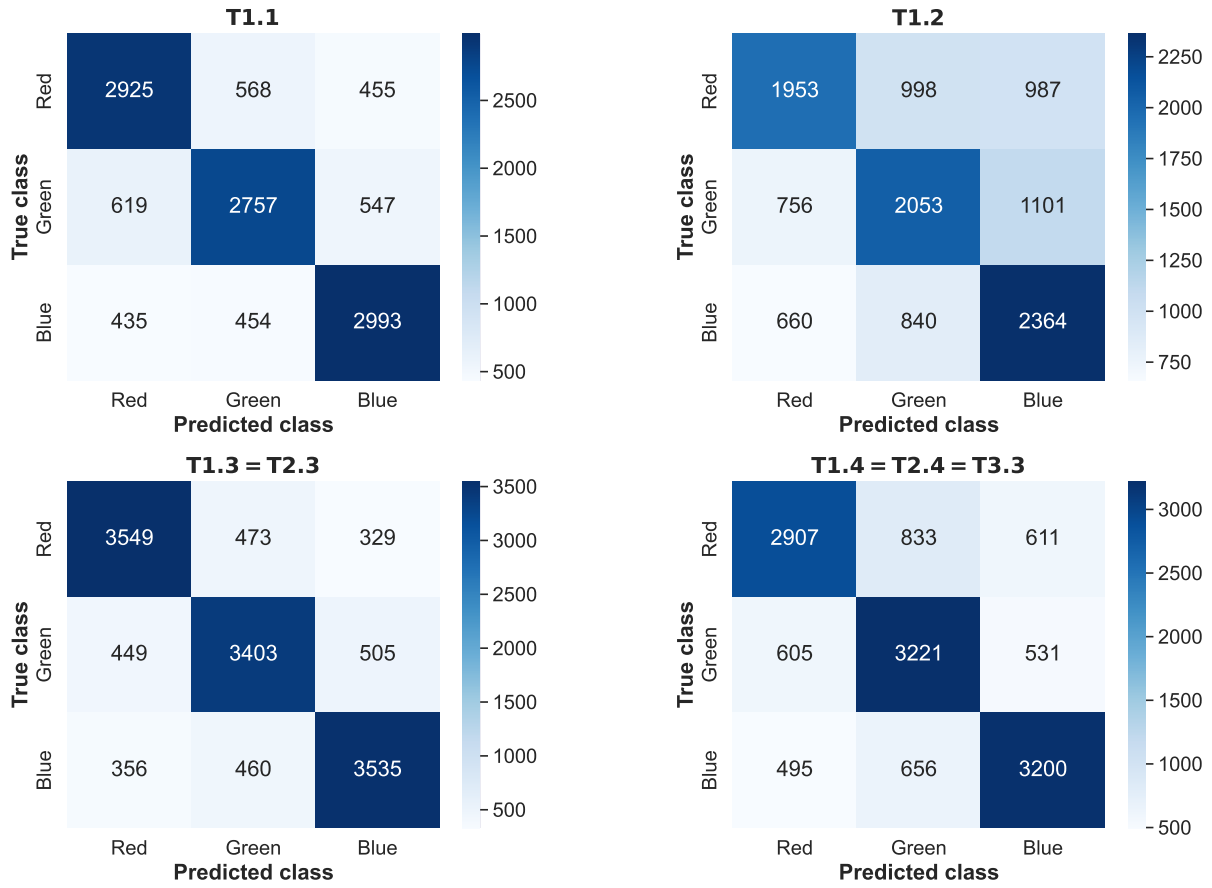 T1.1
Red 2925 568 455
Green 619 2757 547
Blue 435 454 2993
Red Green Blue
True class
Predicted class
2500
2000
1500
1000
500
T1.2
Red 1953 998 987
Green 756 2053 1101
Blue 660 840 2364
Red Green Blue
True class
Predicted class
2250
2000
1750
1500
1250
1000
750
T1.3 = T2.3
Red 3549 473 329
Green 449 3403 505
Blue 356 460 3535
Red Green Blue
True class
Predicted class
3500
3000
2500
2000
1500
1000
500
T1.4 = T2.4 = T3.3
Red 2907 833 611
Green 605 3221 531
Blue 495 656 3200
Red Green Blue
True class
Predicted class
3000
2500
2000
1500
1000
500